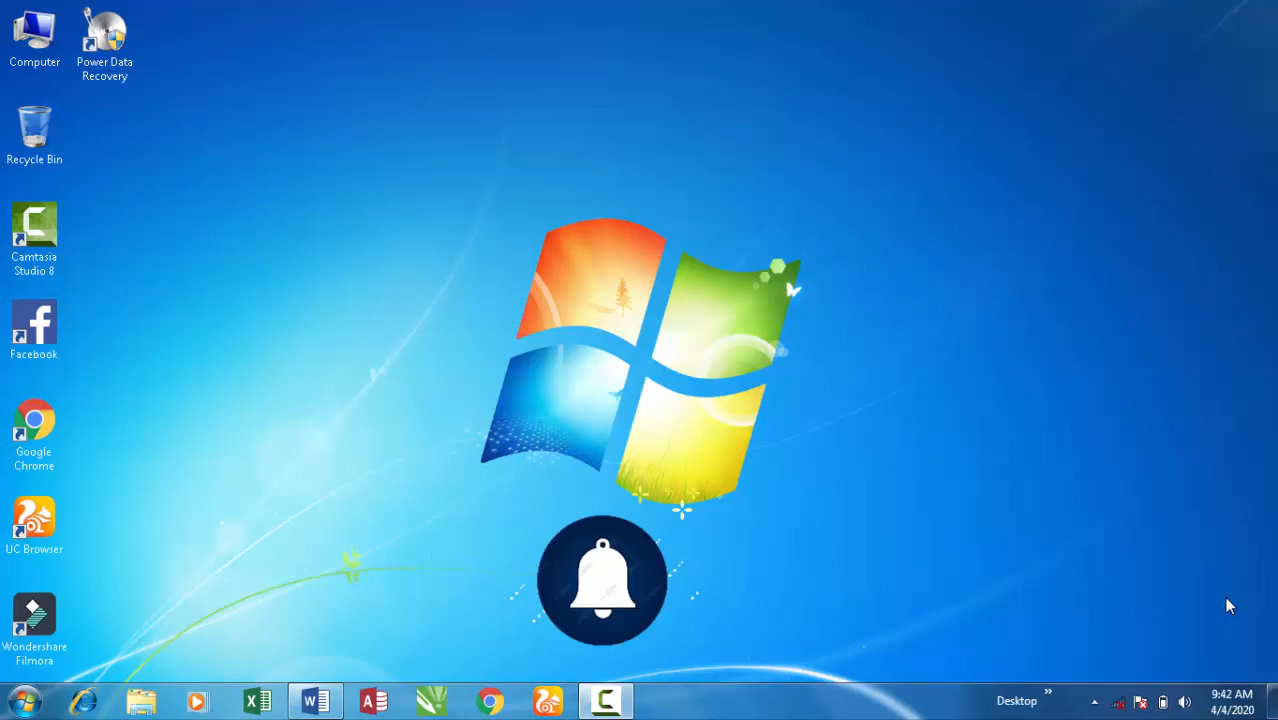 Computer
Power Data
Recovery
Recycle Bin
Camtasia
Studio 8
Facebook
Google
Chrome
UC Browser
Wondershare
Filmora
Desktop
9:42 AM
4/4/2020